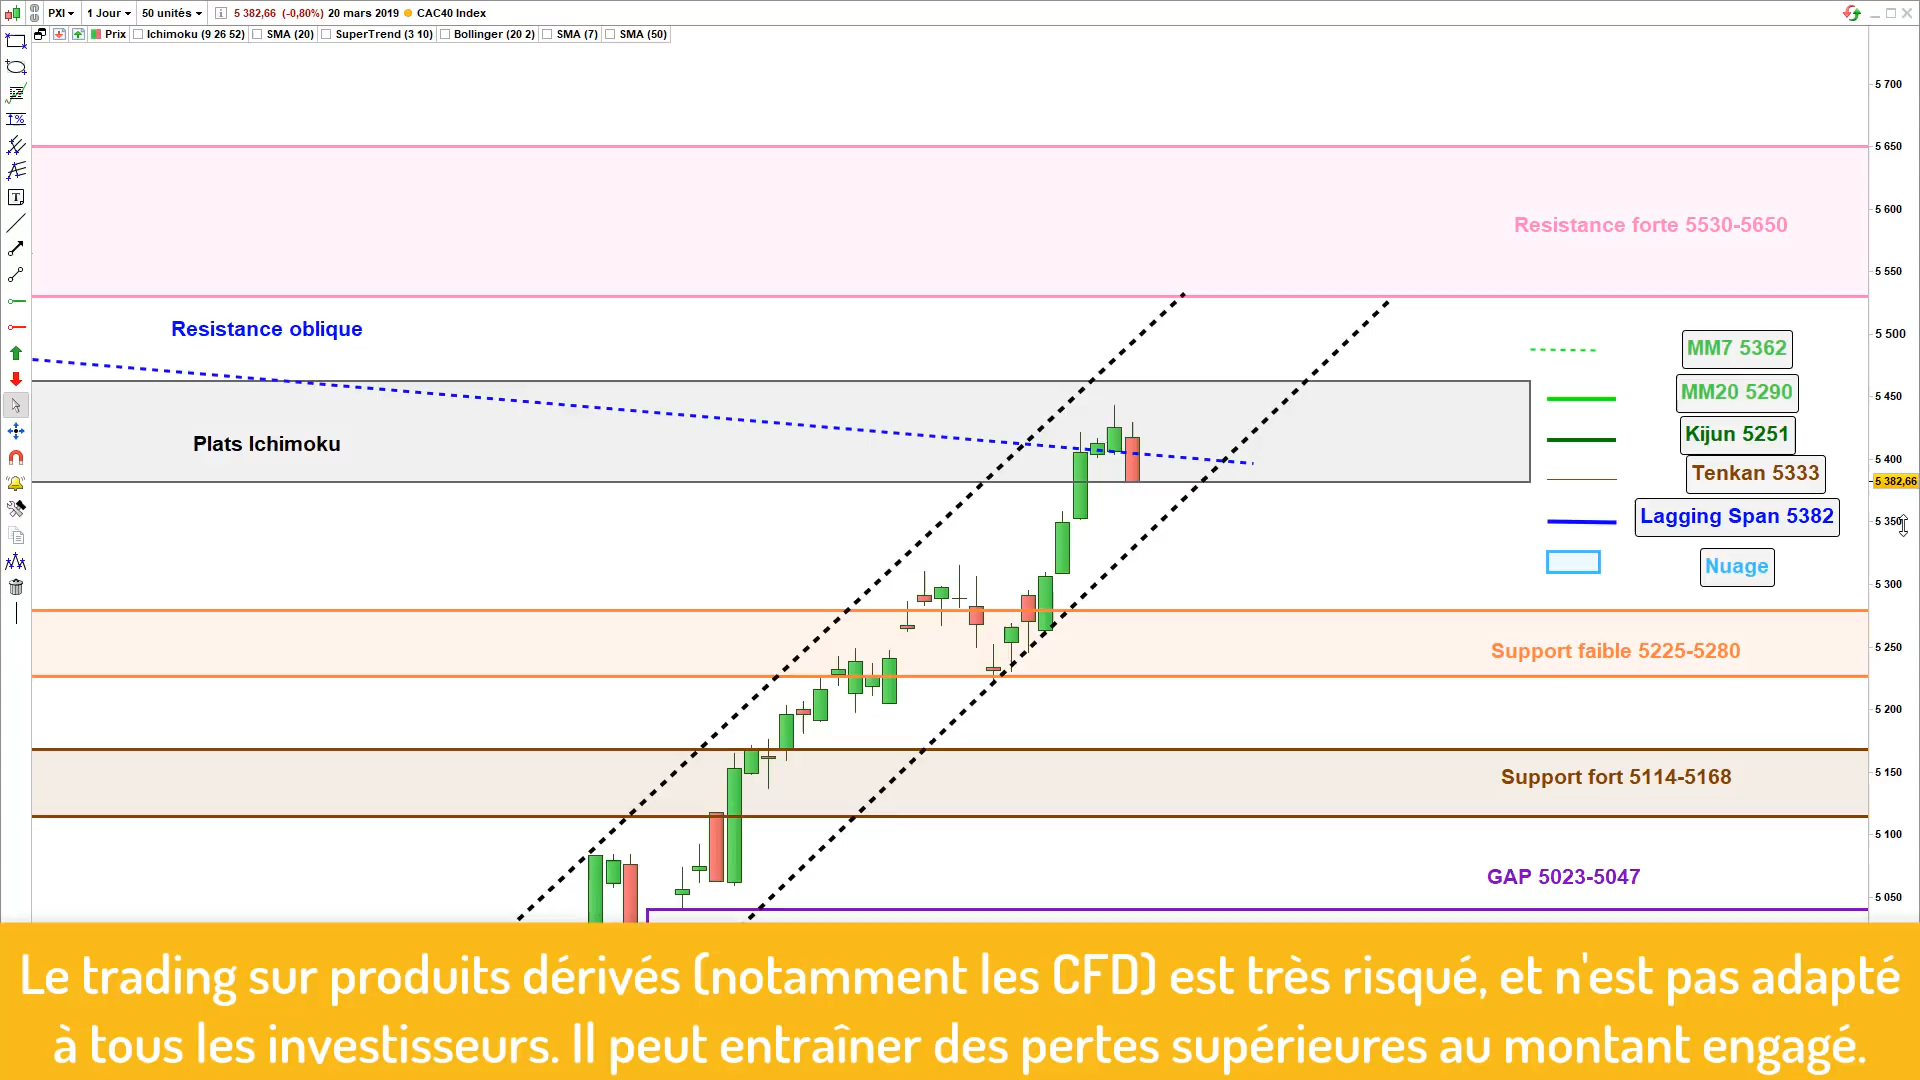 PXI 1 Jour 50 unités 5 382,66 (-0,80%) 20 mars 2019 CAC40 Index
Prix Ichimoku (9 26 52) SMA (20) SuperTrend (3 10) Bollinger (20 2) SMA (7) SMA (50)
5 700
5 650
5 600
Resistance forte 5530-5650
5 550
Resistance oblique
5 500
MM7 5362
MM20 5290
5 450
Kijun 5251
Plats Ichimoku
5 400
Tenkan 5333
5 382,66
Lagging Span 5382
5 350
Nuage
5 300
Support faible 5225-5280
5 250
5 200
Support fort 5114-5168
5 150
5 100
GAP 5023-5047
5 050
Le trading sur produits dérivés (notamment les CFD) est très risqué, et n'est pas adapté
à tous les investisseurs. Il peut entraîner des pertes supérieures au montant engagé.